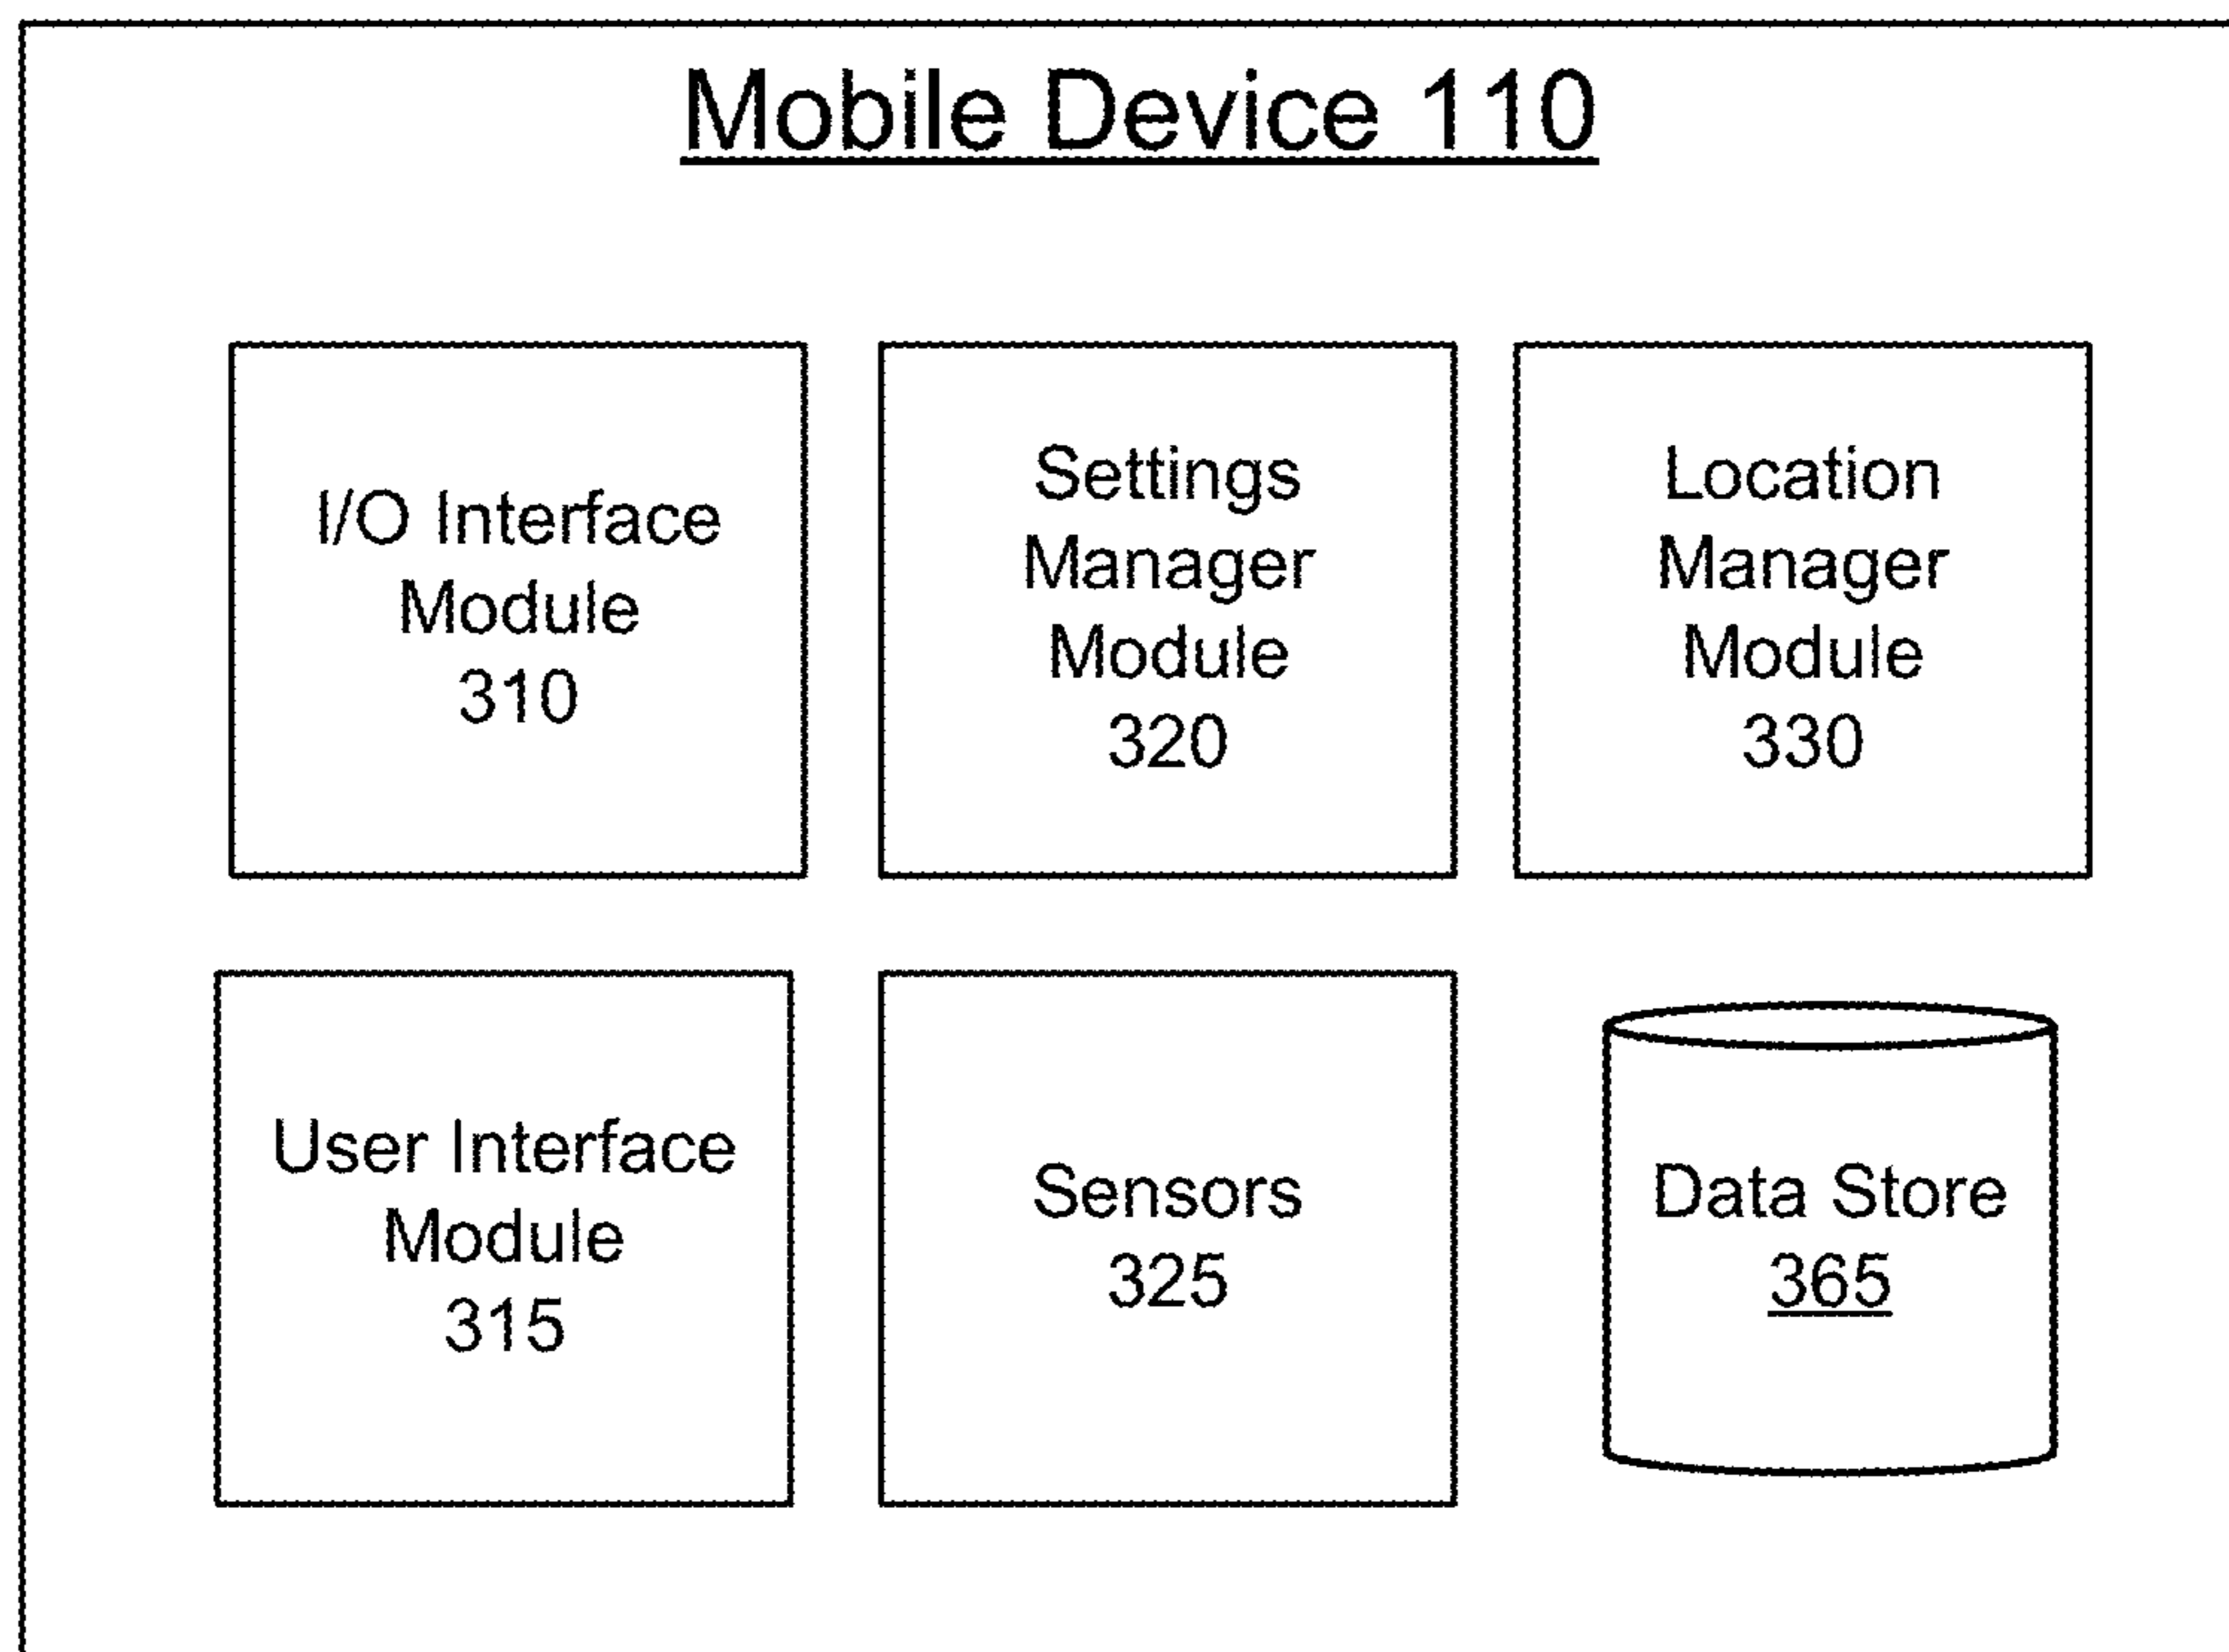 Mobile Device 110
I/O Interface
Module
310
Settings
Manager
Module
320
Location
Manager
Module
330
User Interface
Module
315
Sensors
325
Data Store
365